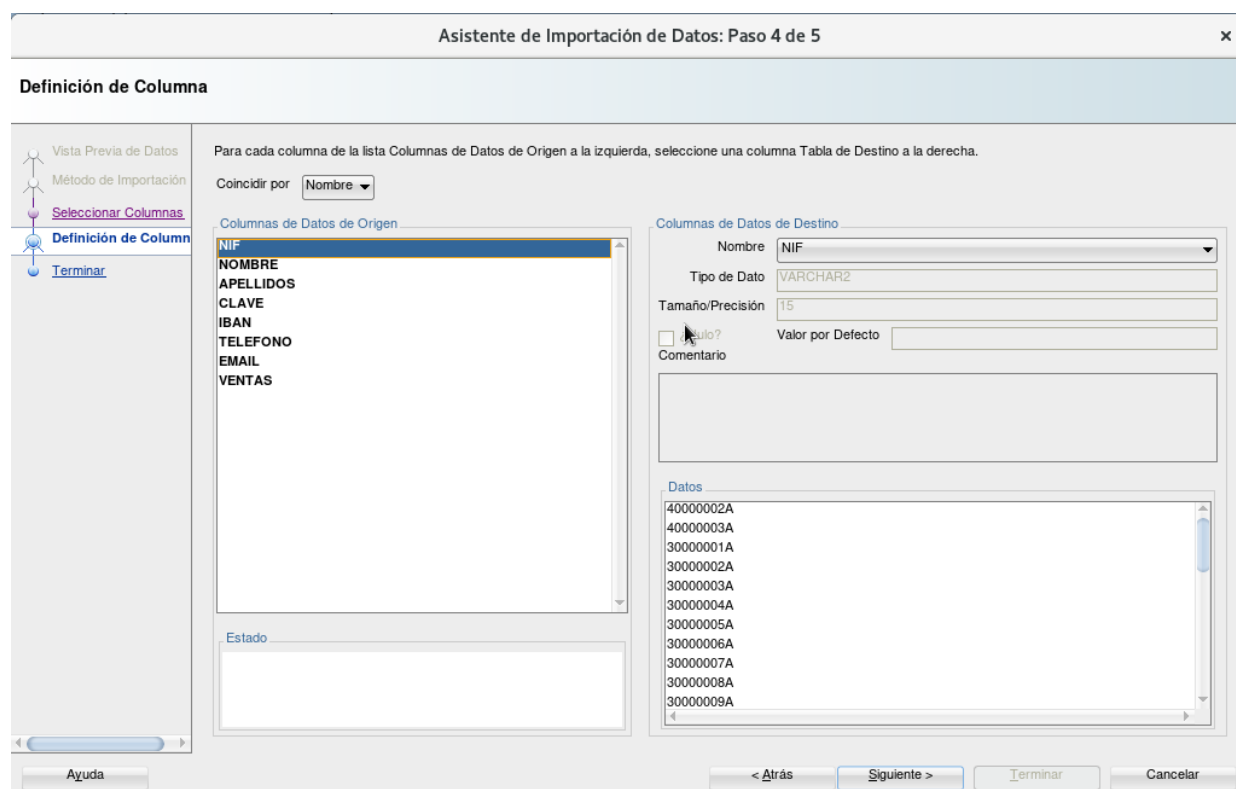 Asistente de Importación de Datos: Paso 4 de 5
×
Definición de Columna
Vista Previa de Datos
Método de Importación
Seleccionar Columnas
Definición de Column
Terminar
Para cada columna de la lista Columnas de Datos de Origen a la izquierda, seleccione una columna Tabla de Destino a la derecha.
Coincidir por Nombre
Columnas de Datos de Origen
NIF
NOMBRE
APELLIDOS
CLAVE
IBAN
TELEFONO
EMAIL
VENTAS
Estado
Columnas de Datos de Destino
Nombre NIF
Tipo de Dato VARCHAR2
Tamaño/Precisión 15
Valor por Defecto
Comentario
Datos
40000002A
40000003A
30000001A
30000002A
30000003A
30000004A
30000005A
30000006A
30000007A
30000008A
30000009A
Ayuda
< Atrás
Siguiente >
Terminar
Cancelar